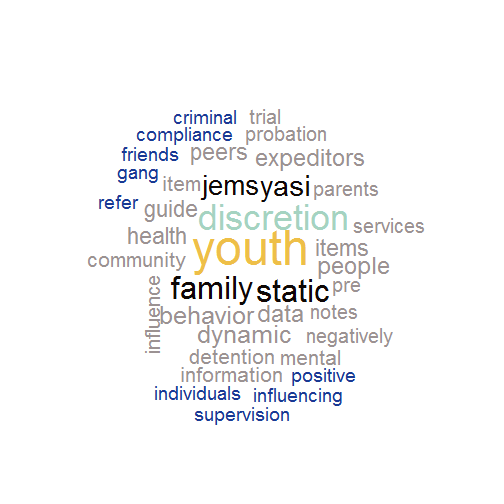 criminal trial
compliance probation
friends peers expeditors
gang
item jems yasi parents
refer guide discretion services
health youth items
community people
family static pre
influence behavior data notes
dynamic negatively
detention mental
information positive
individuals influencing
supervision